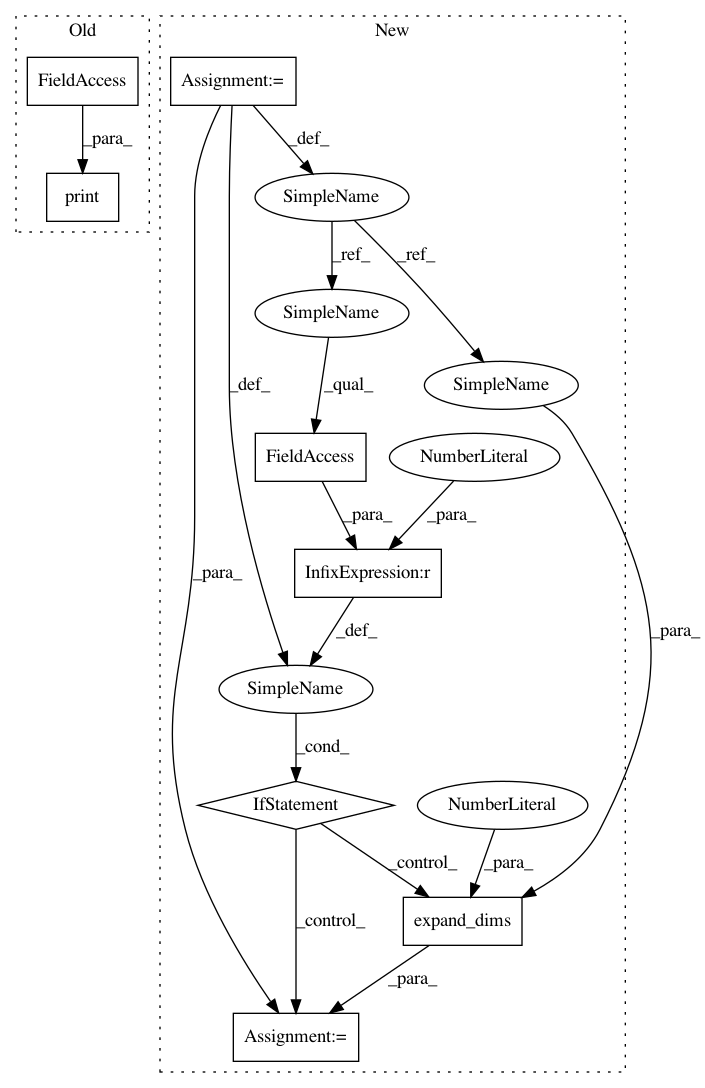 Old
New
FieldAccess
Assignment:=
_para_
_def_
print
SimpleName
_ref_
_ref_
SimpleName
SimpleName
_def_
_qual_
FieldAccess
NumberLiteral
_para_
_para_
InfixExpression:r
_para_
_def_
_para_
SimpleName
_cond_
IfStatement
NumberLiteral
_control_
_para_
_control_
expand_dims
_para_
Assignment:=